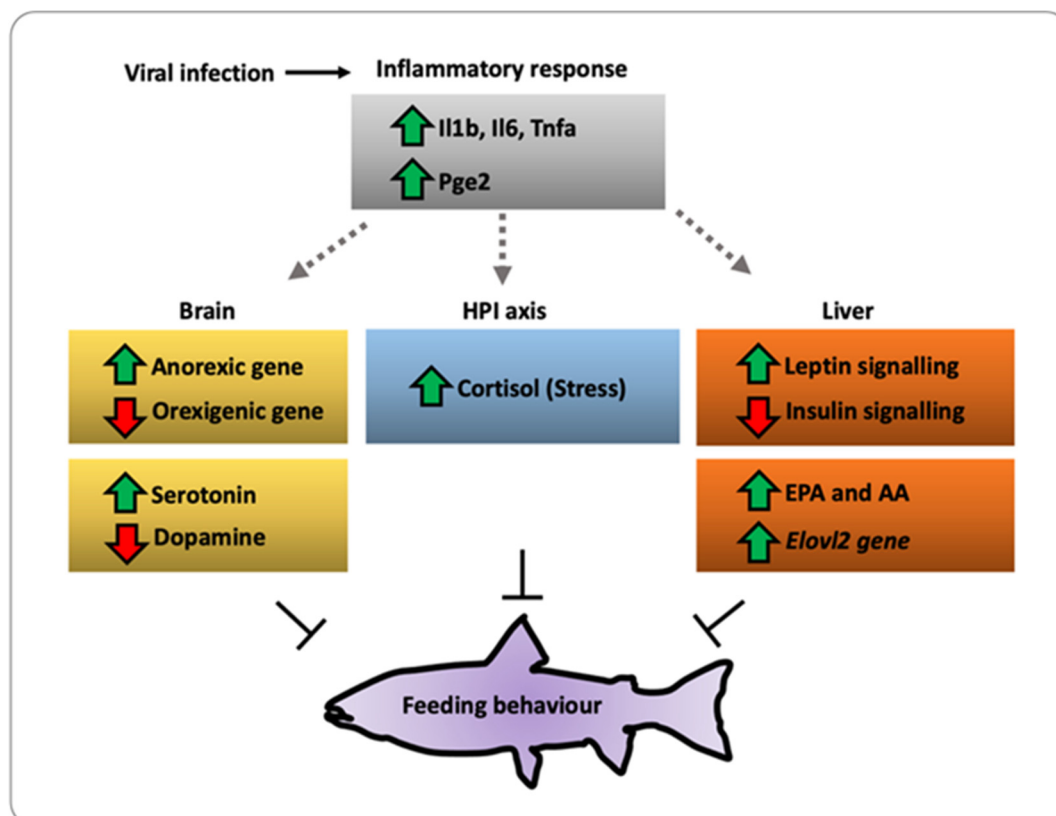 Viral infection
Inflammatory response
Il1b, Il6, Tnfa
Pge2
Brain
Anorexic gene
Orexigenic gene
Serotonin
Dopamine
HPI axis
Cortisol (Stress)
Liver
Leptin signalling
Insulin signalling
EPA and AA
Elovl2 gene
Feeding behaviour